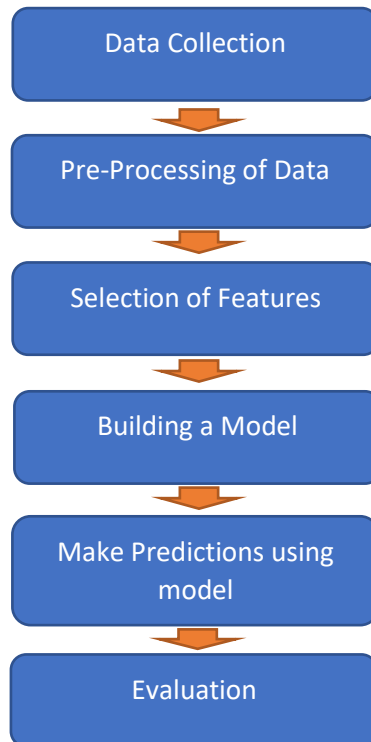 Data Collection
Pre-Processing of Data
Selection of Features
Building a Model
Make Predictions using
model
Evaluation